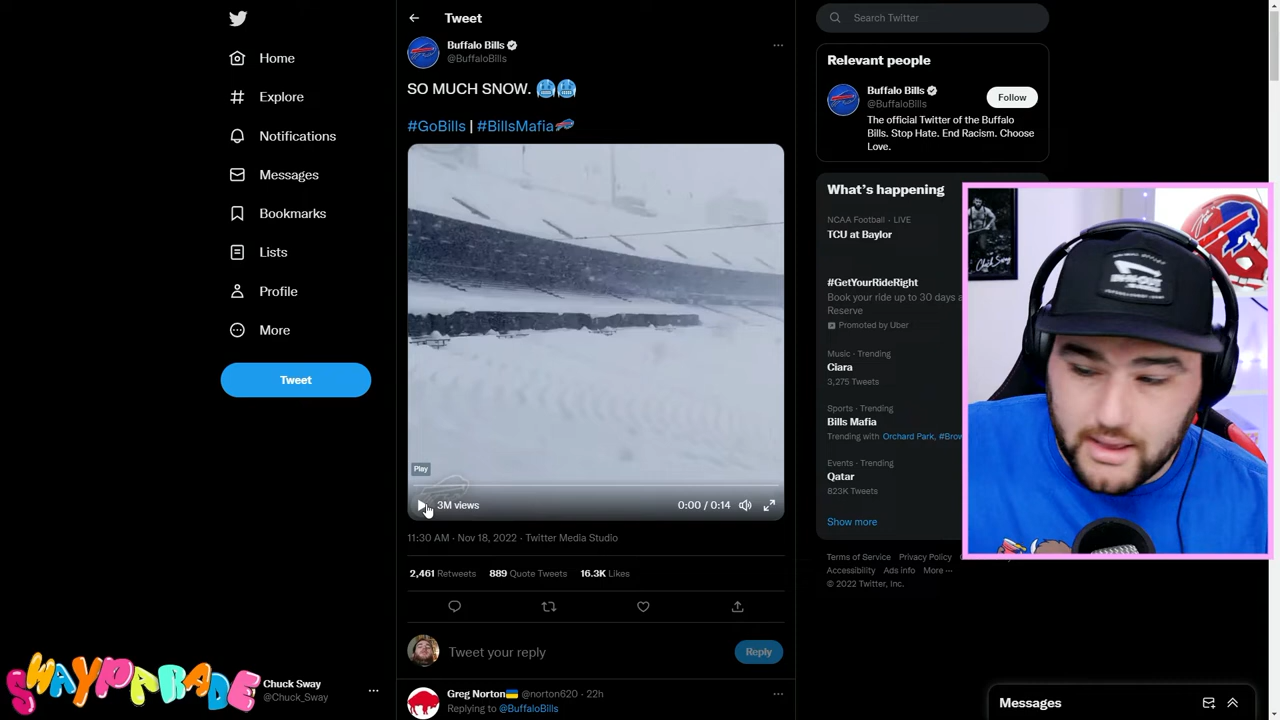 Home
Explore
Notifications
Messages
Bookmarks
Lists
Profile
More
Tweet
SWAYPARADE
Chuck Sway
@Chuck_Sway
Tweet
Buffalo Bills
@BuffaloBills
SO MUCH SNOW. 🥶🥶
#GoBills | #BillsMafia
Play
3M views
0:00 / 0:14
11:30 AM · Nov 18, 2022 · Twitter Media Studio
2,461 Retweets 889 Quote Tweets 16.3K Likes
Tweet your reply
Reply
Greg Norton🇺🇦 @norton620 · 22h
Replying to @BuffaloBills
Search Twitter
Relevant people
Buffalo Bills
@BuffaloBills
Follow
The official Twitter of the Buffalo
Bills. Stop Hate. End Racism. Choose
Love.
What's happening
NCAA Football · LIVE
TCU at Baylor
#GetYourRideRight
Book your ride up to 30 days a
Reserve
Promoted by Uber
Music · Trending
Ciara
3,275 Tweets
Sports · Trending
Bills Mafia
Trending with Orchard Park, #Brow
Events · Trending
Qatar
823K Tweets
Show more
Terms of Service Privacy Policy
Accessibility Ads info More ···
© 2022 Twitter, Inc.
Chuck Sway
Messages